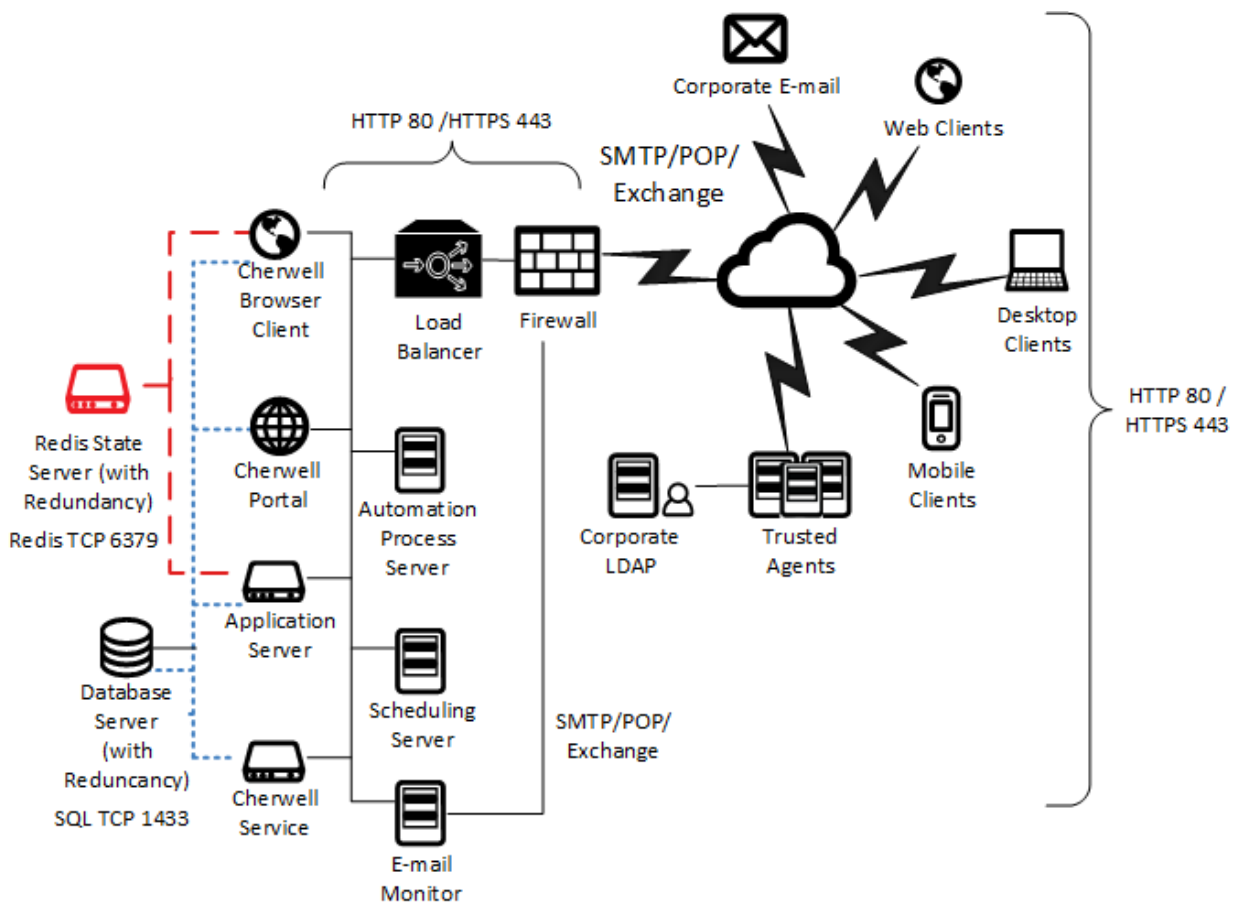 Corporate E-mail
Web Clients
HTTP 80 /HTTPS 443
SMTP/POP/
Exchange
Cherwell
Browser
Client
Load
Balancer
Firewall
Desktop
Clients
HTTP 80 /
HTTPS 443
Redis State
Server (with
Redundancy)
Redis TCP 6379
Cherwell
Portal
Automation
Process
Server
Corporate
LDAP
Trusted
Agents
Mobile
Clients
Application
Server
Database
Server
(with
Reduncancy)
SQL TCP 1433
Scheduling
Server
SMTP/POP/
Exchange
Cherwell
Service
E-mail
Monitor